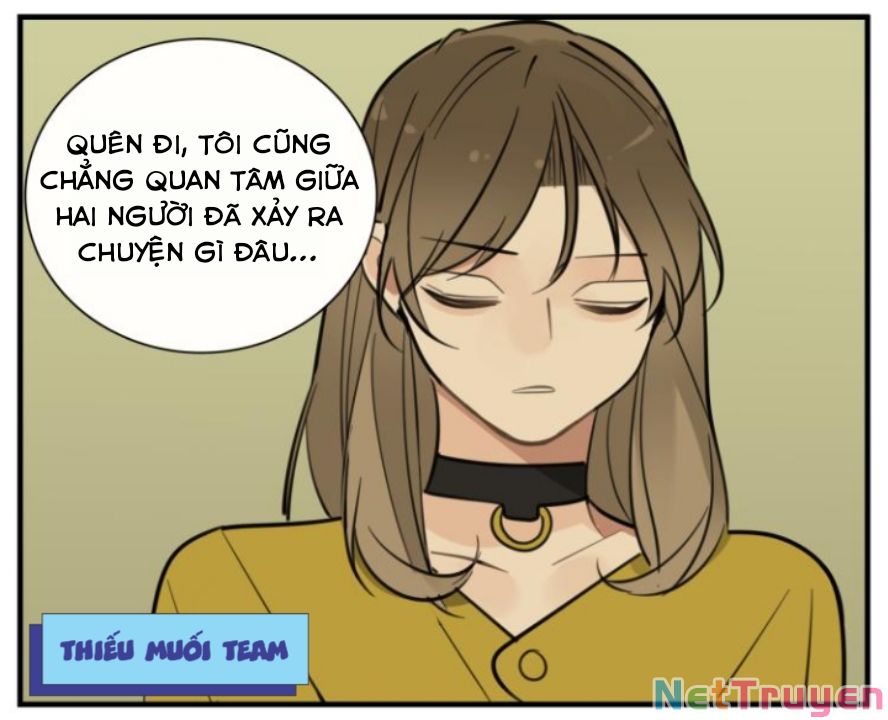 QUÊN ĐI, TÔI CŨNG
CHẲNG QUAN TÂM GIỮA
HAI NGƯỜI ĐÃ XẢY RA
CHUYỆN GÌ ĐÂU...
THIẾU MUỐI TEAM
NetTruyen